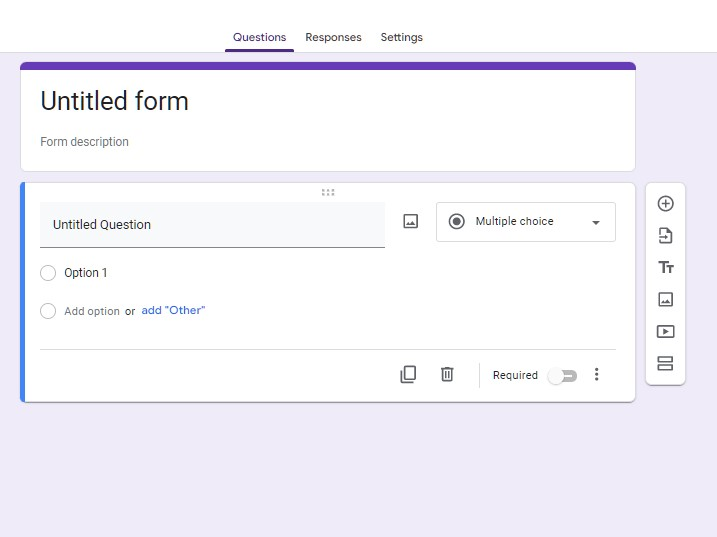 Questions Responses Settings
Untitled form
Form description
Untitled Question
Multiple choice
Option 1
Add option or add "Other"
Required